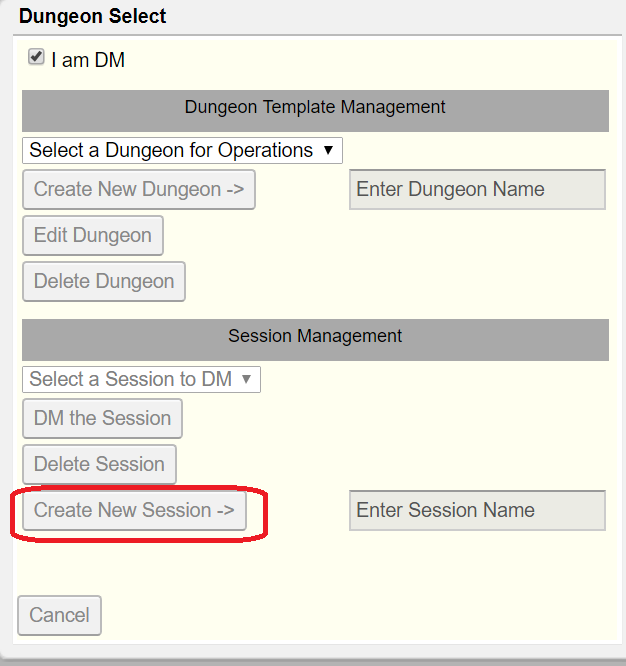 Dungeon Select
I am DM
Dungeon Template Management
Select a Dungeon for Operations
Create New Dungeon -> Enter Dungeon Name
Edit Dungeon
Delete Dungeon
Session Management
Select a Session to DM
DM the Session
Delete Session
Create New Session -> Enter Session Name
Cancel